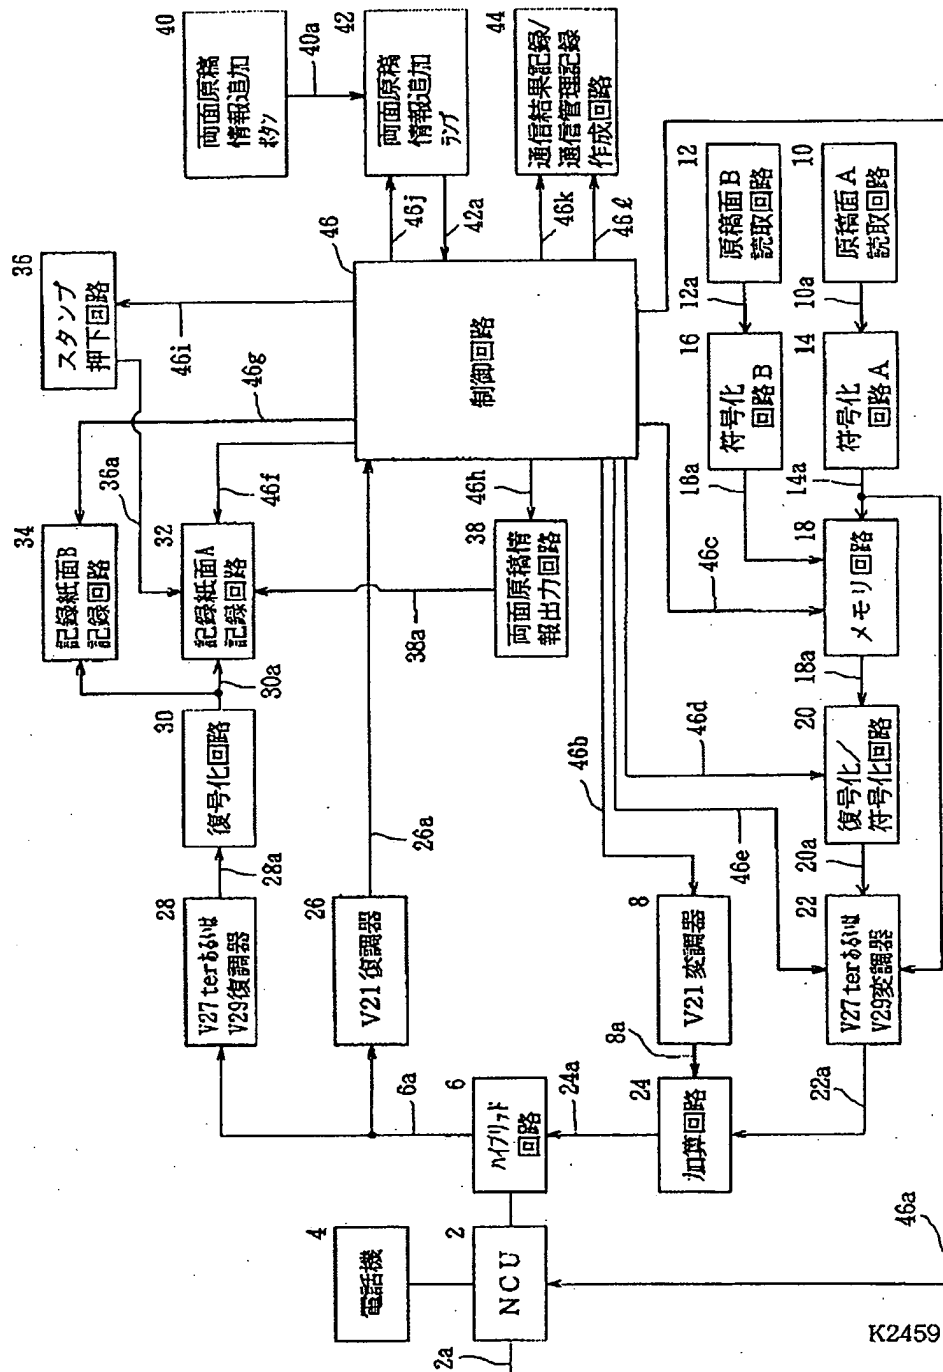 電話機
4
NCU
2
2a
ハイブリッド
回路
6
6a
24a
加算回路
24
8a
V21変調器
8
22a
V27terあるいは
V29変調器
22
20a
復号化/
符号化回路
20
18a
メモリ回路
18
14a
16a
符号化
回路A
14
10a
原稿面A
読取回路
10
符号化
回路B
16
12a
原稿面B
読取回路
12
V21復調器
26
26a
V27terあるいは
V29復調器
28
28a
復号化回路
30
30a
記録紙面A
記録回路
32
記録紙面B
記録回路
34
スタンプ
押下回路
36
36a
両面原稿情
報出力回路
38
38a
両面原稿
情報追加
ボタン
40
40a
両面原稿
情報追加
ランプ
42
42a
通信結果記録/
通信管理記録
作成回路
44
制御回路
46
46a
46b
46c
46d
46e
46f
46g
46h
46i
46j
46k
46ℓ
K2459